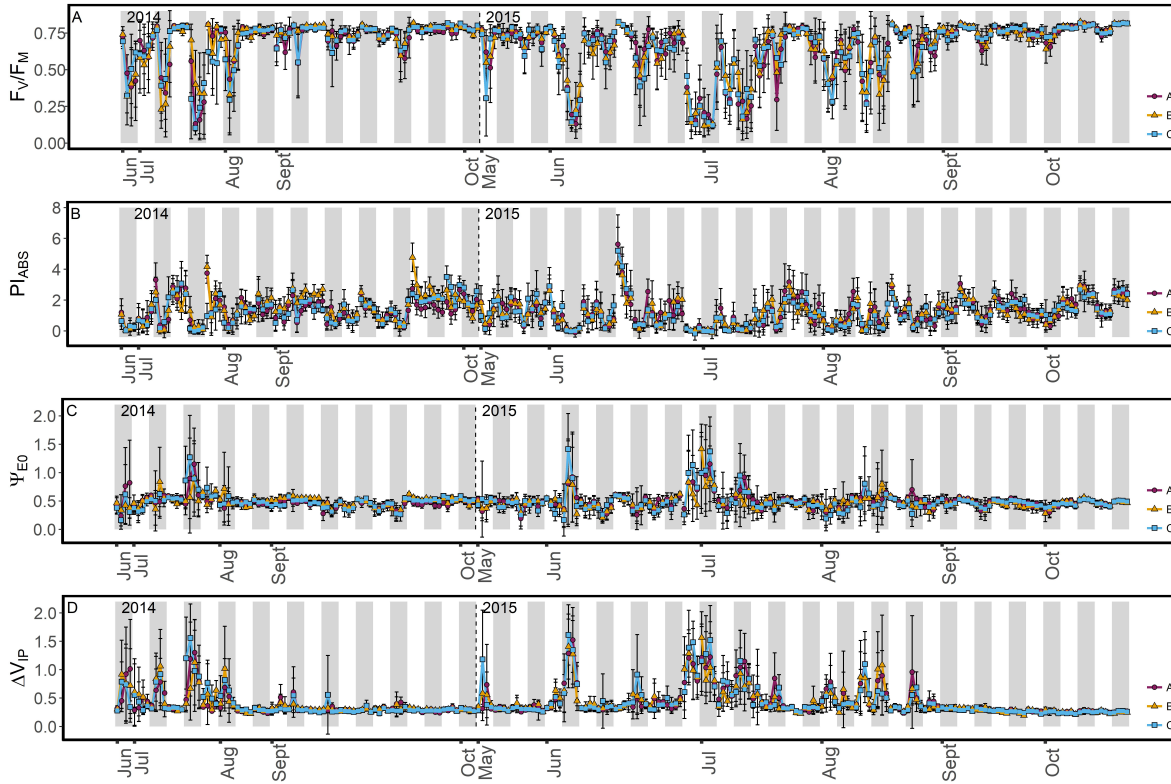 A 2014 2015
0.75
0.50
0.25
0.00
FV/FM
Jun Jul Aug Sept Oct May Jun Jul Aug Sept Oct
A
B
C
B 2014 2015
8
6
4
2
0
PIABS
Jun Jul Aug Sept Oct May Jun Jul Aug Sept Oct
C 2014 2015
2.0
1.5
1.0
0.5
0.0
ΨE0
Jun Jul Aug Sept Oct May Jun Jul Aug Sept Oct
D 2014 2015
2.0
1.5
1.0
0.5
0.0
ΔVIP
Jun Jul Aug Sept Oct May Jun Jul Aug Sept Oct
A
B
C